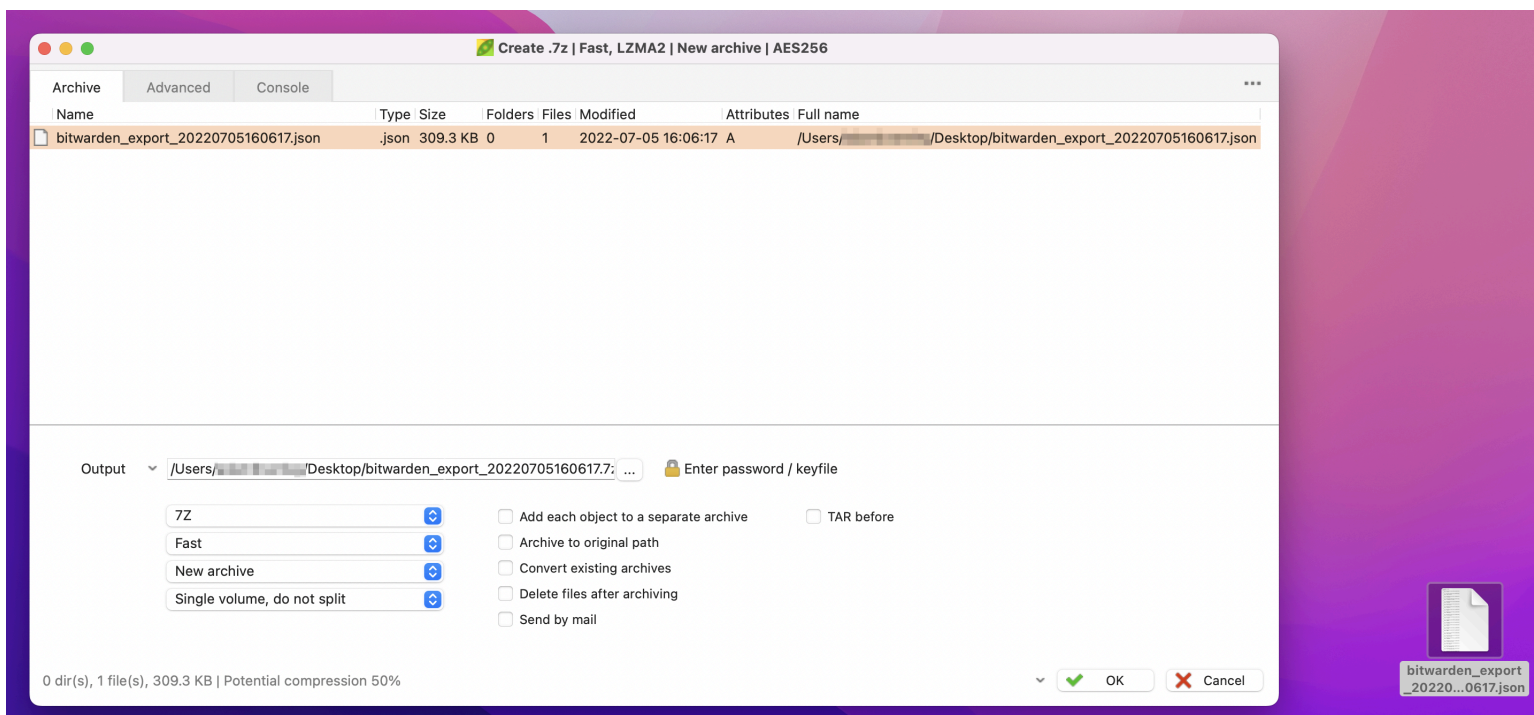 Create .7z | Fast, LZMA2 | New archive | AES256
Archive Advanced Console ...
Name Type Size Folders Files Modified Attributes Full name
bitwarden_export_20220705160617.json .json 309.3 KB 0 1 2022-07-05 16:06:17 A /Users/ /Desktop/bitwarden_export_20220705160617.json
Output /Users/ /Desktop/bitwarden_export_20220705160617.7z ... Enter password / keyfile
7Z Add each object to a separate archive TAR before
Fast Archive to original path
New archive Convert existing archives
Single volume, do not split Delete files after archiving
Send by mail
0 dir(s), 1 file(s), 309.3 KB | Potential compression 50% OK Cancel
bitwarden_export
_20220...0617.json